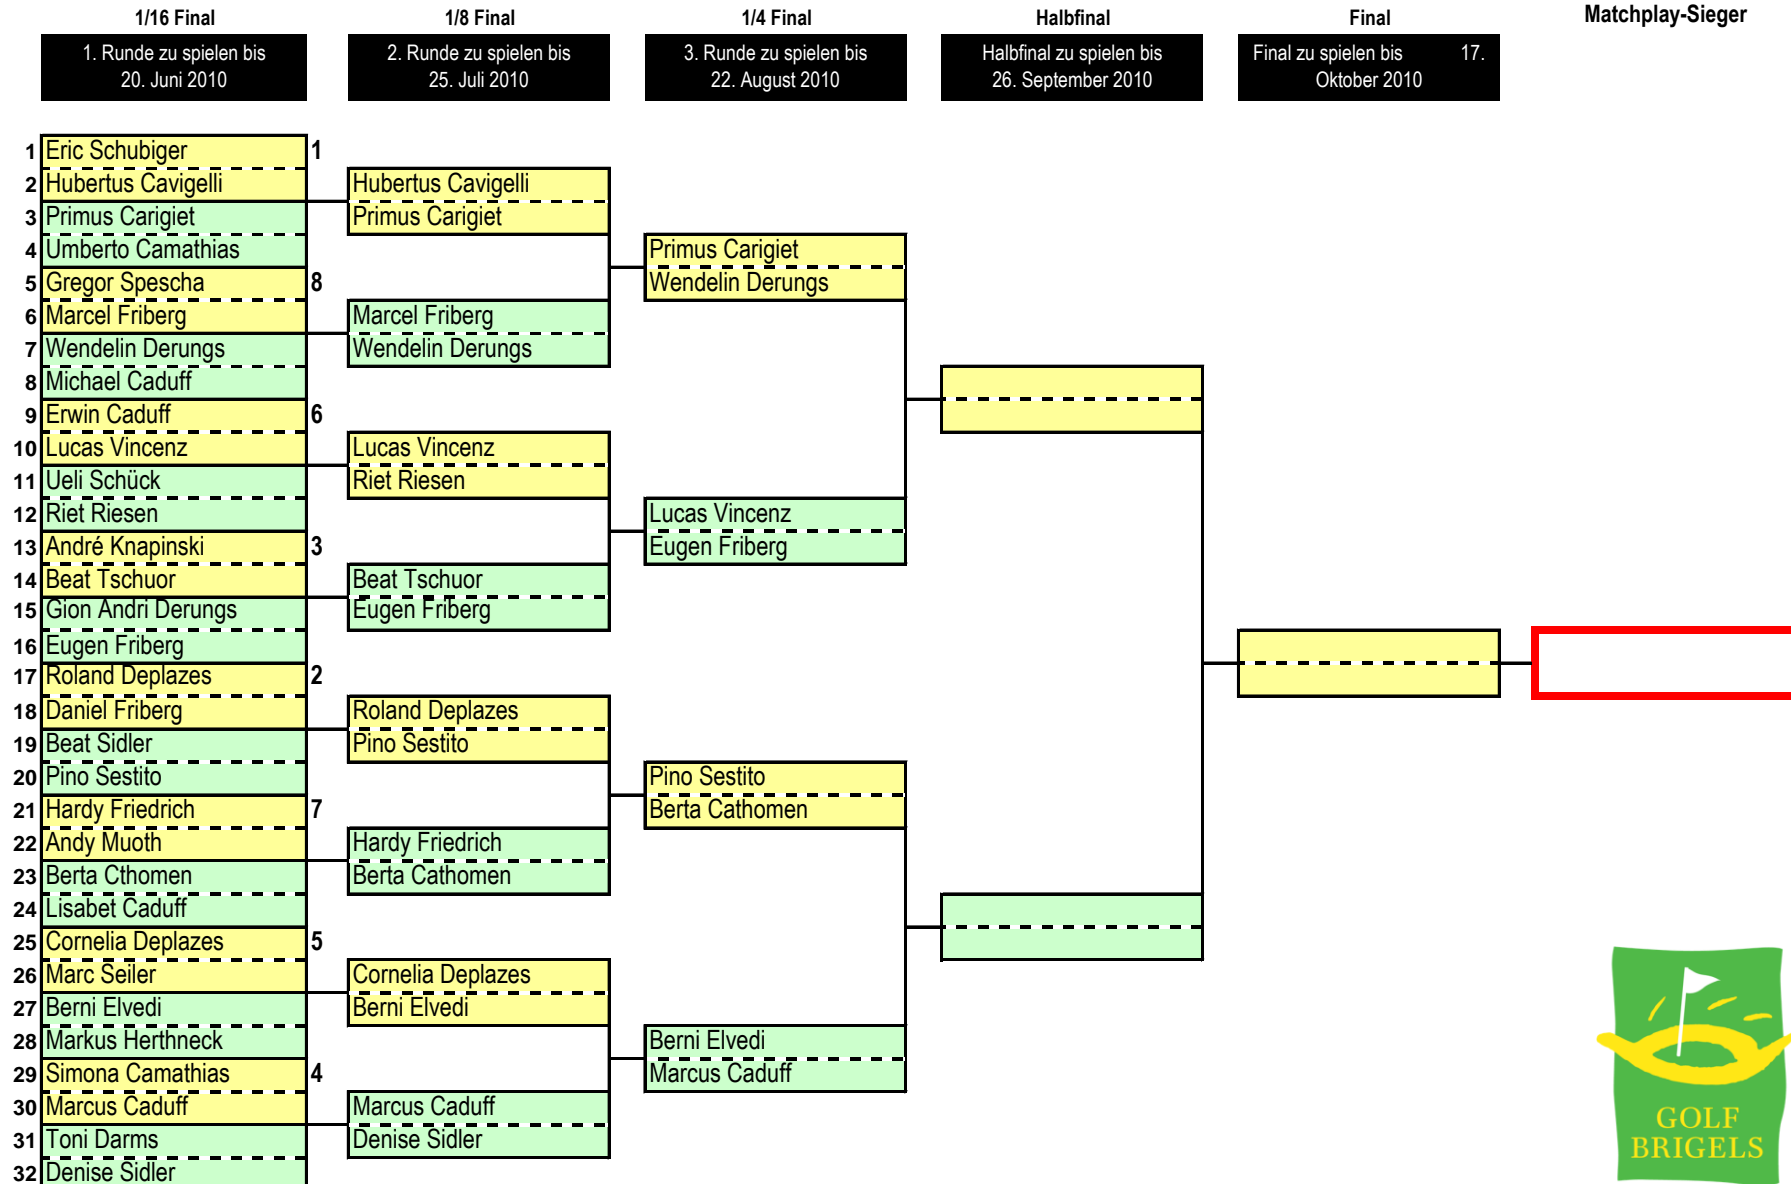 1/16 Final 1/8 Final 1/4 Final Halbfinal Final Matchplay-Sieger
1. Runde zu spielen bis 2. Runde zu spielen bis 3. Runde zu spielen bis Halbfinal zu spielen bis Final zu spielen bis 17.
20. Juni 2010 25. Juli 2010 22. August 2010 26. September 2010 Oktober 2010
1 Eric Schubiger 1
2 Hubertus Cavigelli Hubertus Cavigelli
3 Primus Carigiet Primus Carigiet
4 Umberto Camathias Primus Carigiet
5 Gregor Spescha 8 Wendelin Derungs
6 Marcel Friberg Marcel Friberg
7 Wendelin Derungs Wendelin Derungs
8 Michael Caduff
9 Erwin Caduff 6
10 Lucas Vincenz Lucas Vincenz
11 Ueli Schück Riet Riesen
12 Riet Riesen Lucas Vincenz
13 André Knapinski 3 Eugen Friberg
14 Beat Tschuor Beat Tschuor
15 Gion Andri Derungs Eugen Friberg
16 Eugen Friberg
17 Roland Deplazes 2
18 Daniel Friberg Roland Deplazes
19 Beat Sidler Pino Sestito
20 Pino Sestito Pino Sestito
21 Hardy Friedrich 7 Berta Cathomen
22 Andy Muoth Hardy Friedrich
23 Berta Cthomen Berta Cathomen
24 Lisabet Caduff
25 Cornelia Deplazes 5
26 Marc Seiler Cornelia Deplazes
27 Berni Elvedi Berni Elvedi
28 Markus Herthneck Berni Elvedi
29 Simona Camathias 4 Marcus Caduff
30 Marcus Caduff Marcus Caduff
31 Toni Darms Denise Sidler
32 Denise Sidler
GOLF
BRIGELS